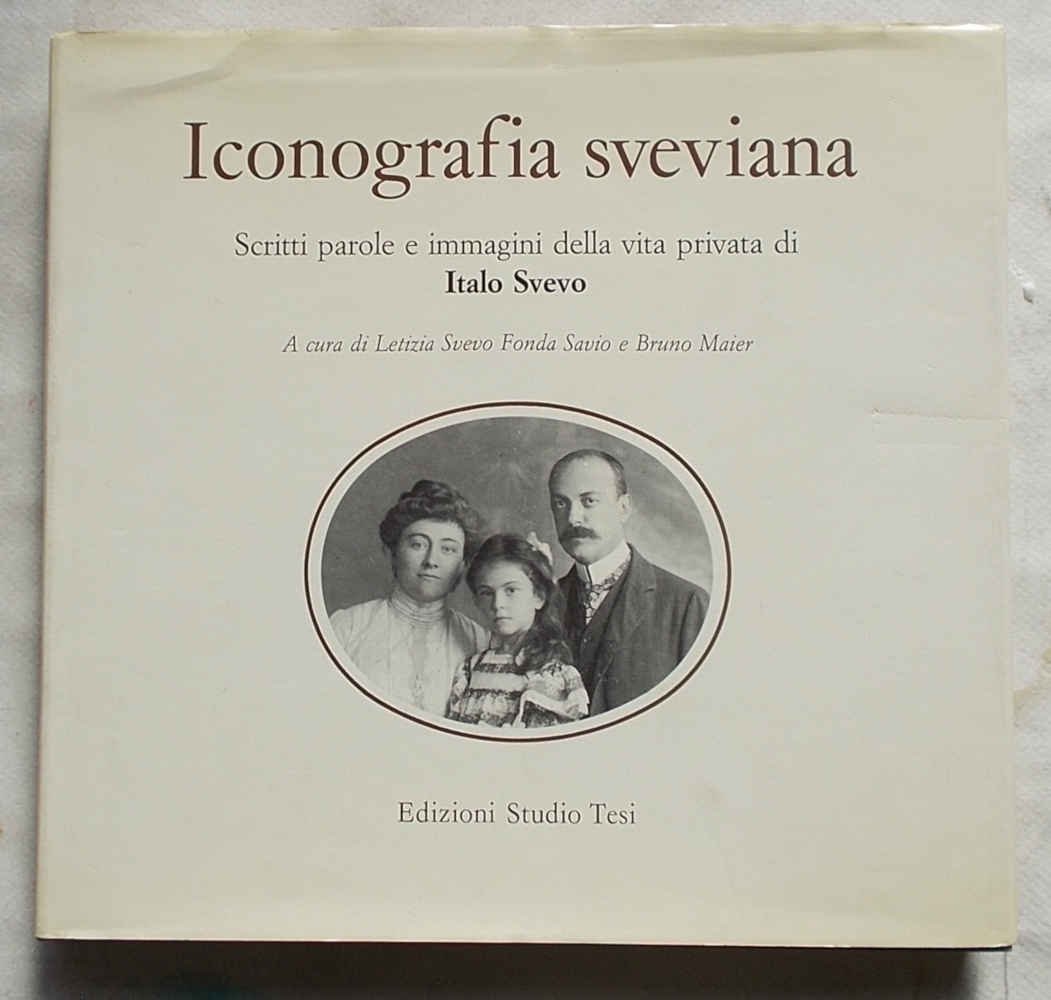 Iconografia sveviana
Scritti parole e immagini della vita privata di
Italo Svevo
A cura di Letizia Svevo Fonda Savio e Bruno Maier
Edizioni Studio Tesi